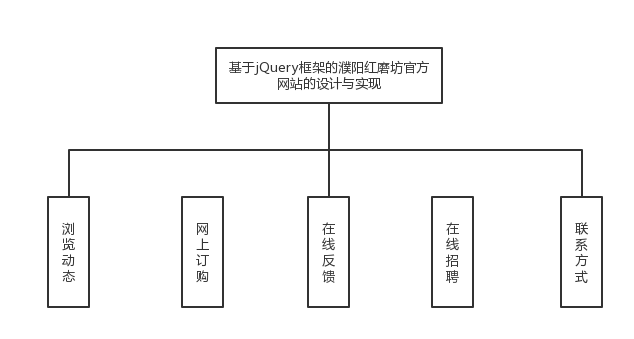 基于jQuery框架的濮阳红磨坊官方
网站的设计与实现
浏览动态
网上订购
在线反馈
在线招聘
联系方式